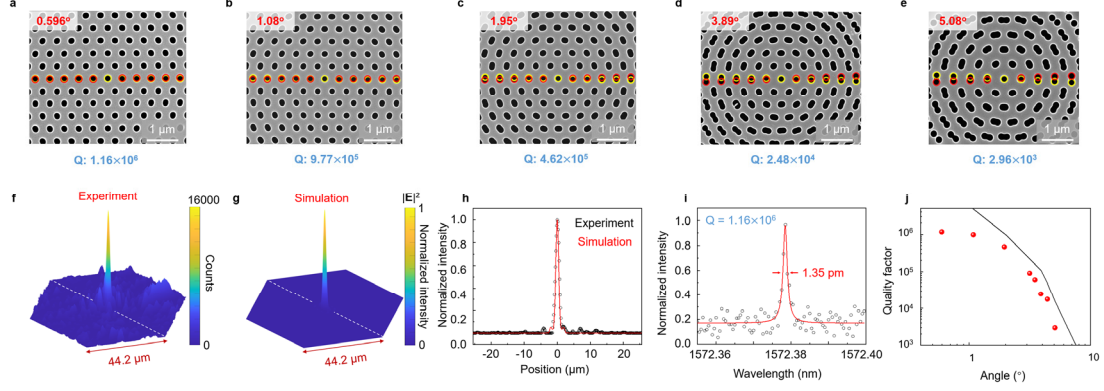 a
0.596°
1 μm
Q: 1.16×10⁶
b
1.08°
1 μm
Q: 9.77×10⁵
c
1.95°
1 μm
Q: 4.62×10⁵
d
3.89°
1 μm
Q: 2.48×10⁴
e
5.08°
1 μm
Q: 2.96×10³
f
Experiment
16000
Counts
0
44.2 μm
g
Simulation
|E|²
1
Normalized intensity
0
44.2 μm
h
Experiment
Simulation
Normalized intensity
1.0
0.8
0.6
0.4
0.2
0.0
-20
-10
0
10
20
Position (μm)
i
Q = 1.16×10⁶
1.35 pm
Normalized intensity
1.0
0.8
0.6
0.4
0.2
0.0
1572.36
1572.38
1572.40
Wavelength (nm)
j
Quality factor
10⁶
10⁵
10⁴
10³
1
10
Angle (°)